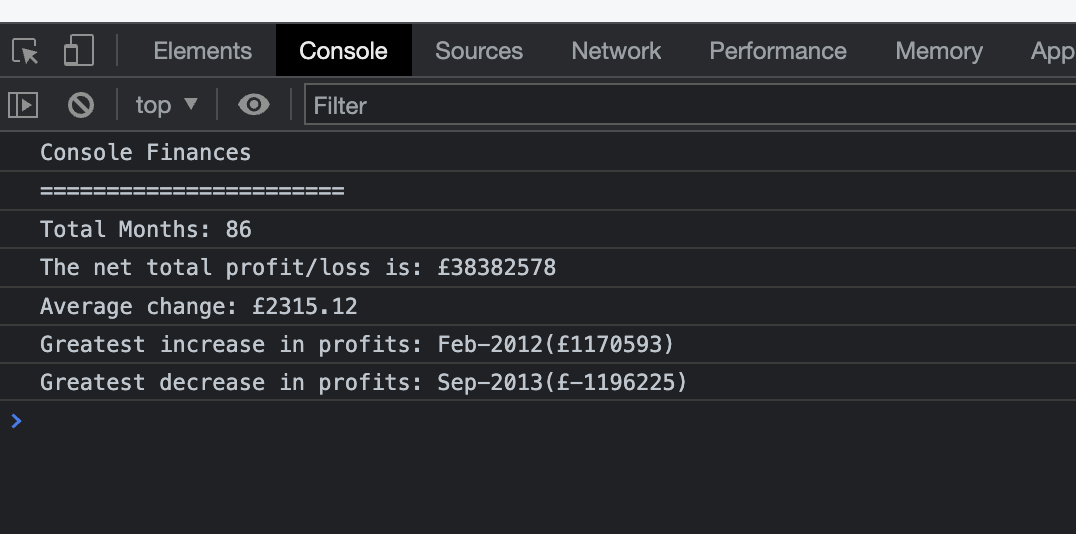 Elements Console Sources Network Performance Memory App
top Filter
Console Finances
=======================
Total Months: 86
The net total profit/loss is: £38382578
Average change: £2315.12
Greatest increase in profits: Feb-2012(£1170593)
Greatest decrease in profits: Sep-2013(£-1196225)